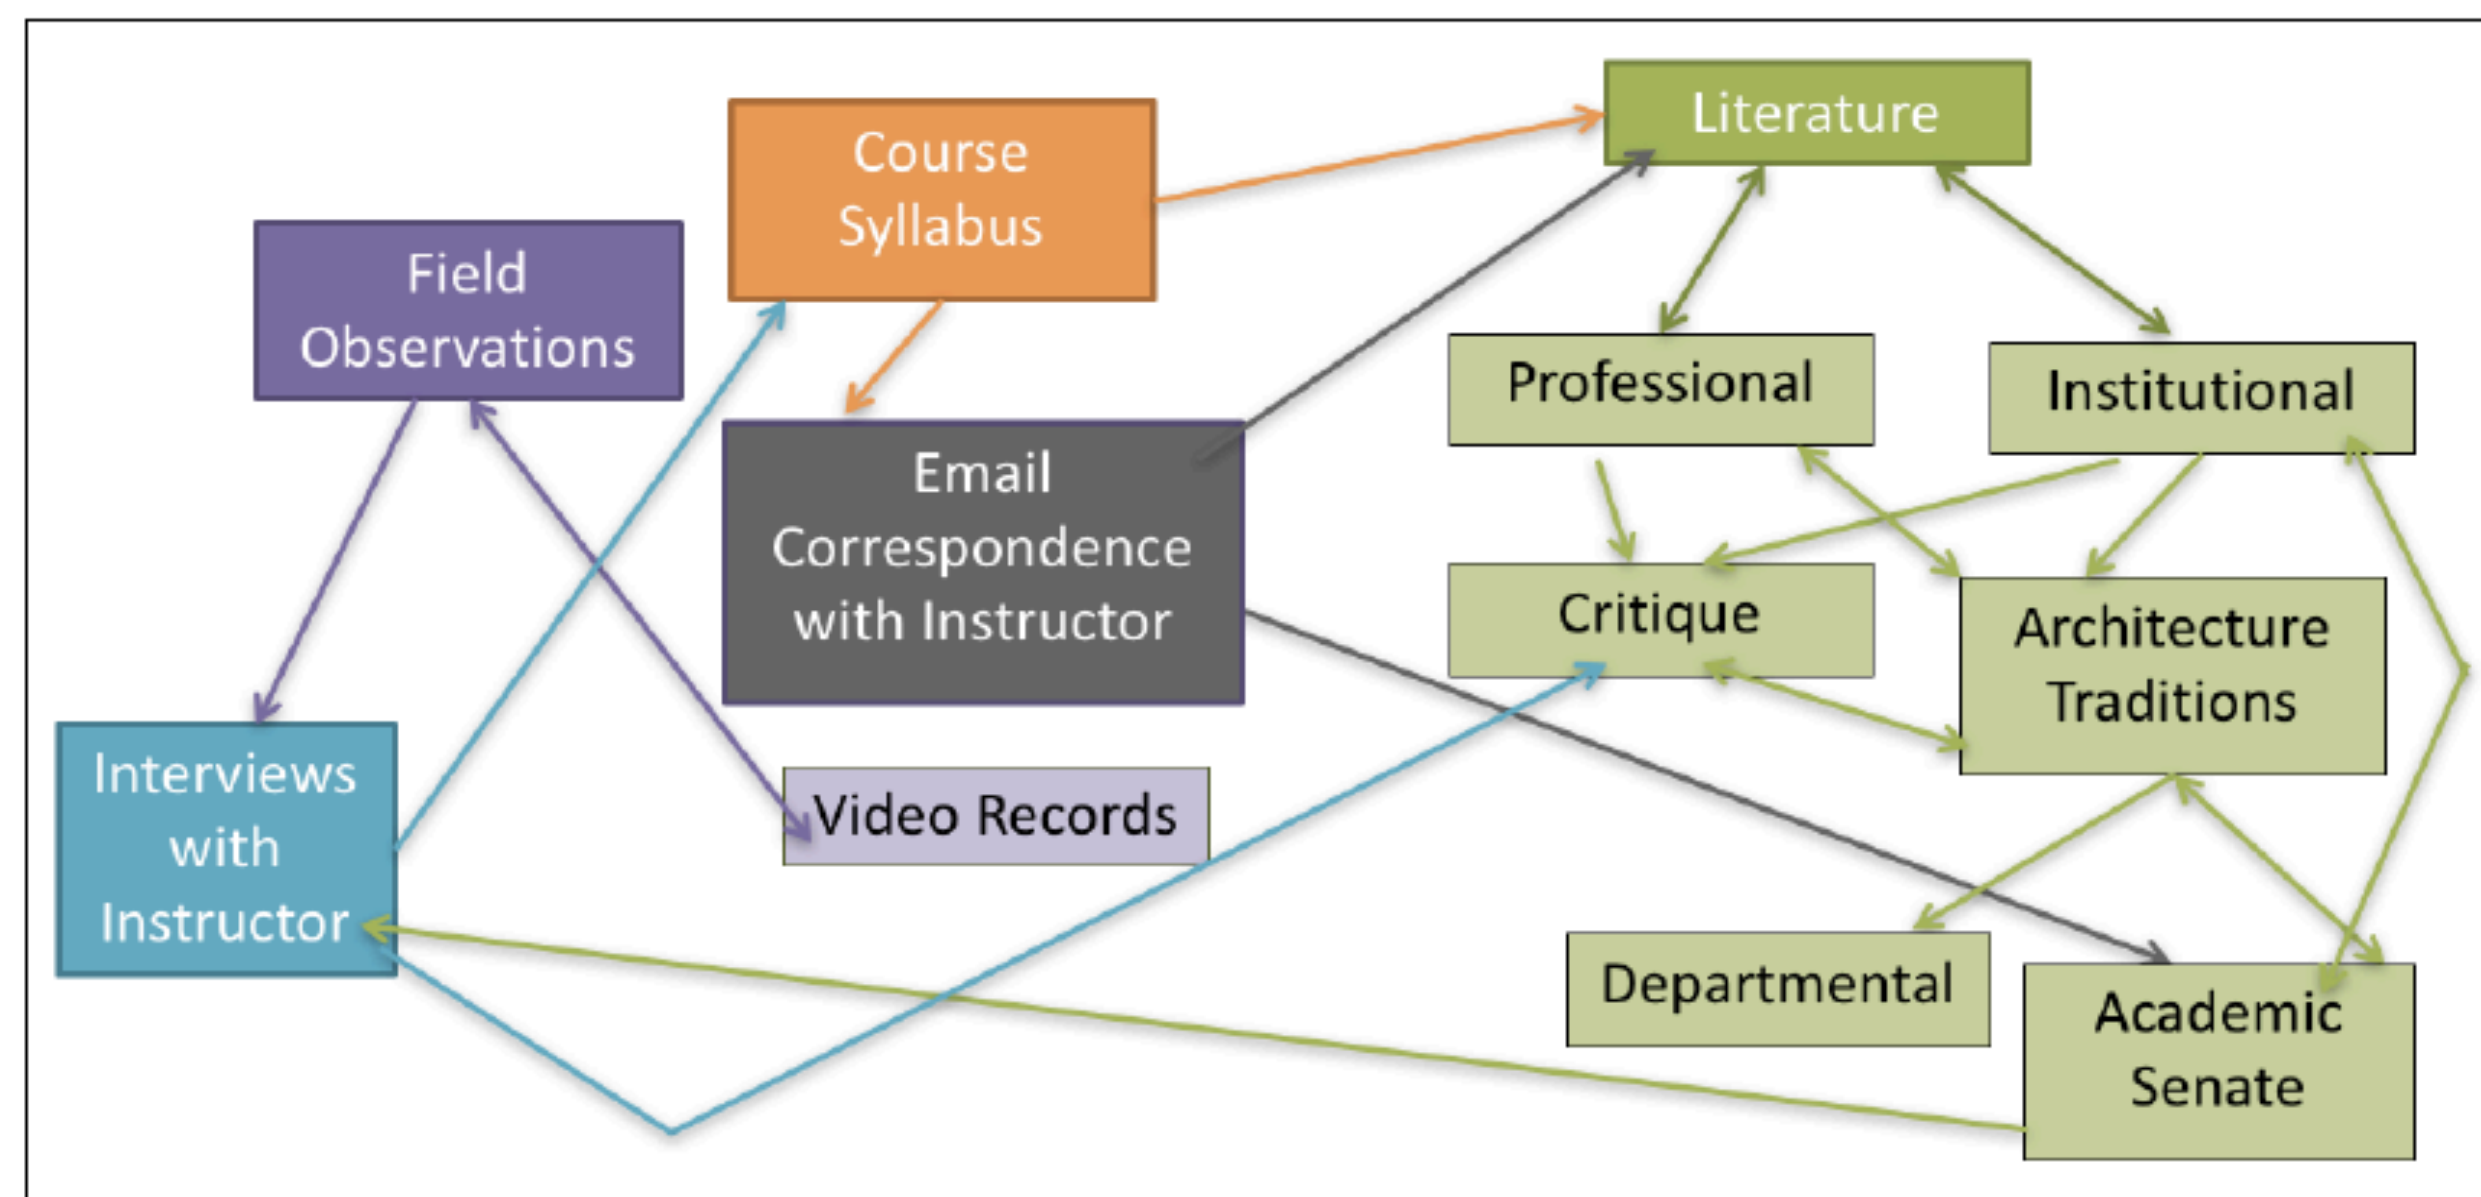 Literature
Course
Syllabus
Field
Observations
Professional
Institutional
Email
Correspondence
with Instructor
Critique
Architecture
Traditions
Interviews
with
Instructor
Video Records
Departmental
Academic
Senate